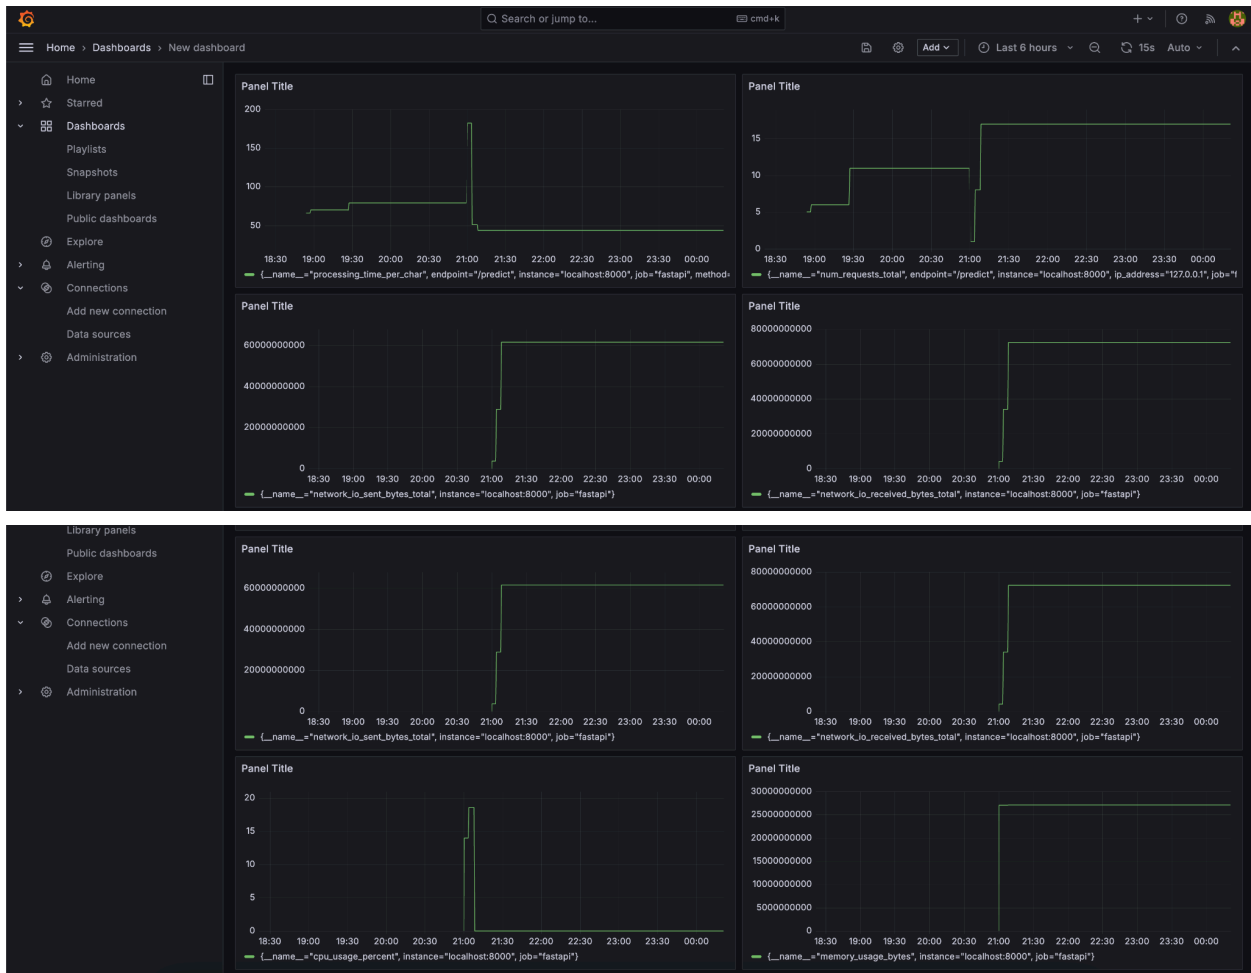 Search or jump to... cmd+k
Home > Dashboards > New dashboard Add Last 6 hours 15s Auto
Home
Starred
Dashboards
Playlists
Snapshots
Library panels
Public dashboards
Explore
Alerting
Connections
Add new connection
Data sources
Administration
Panel Title
200
150
100
50
18:30 19:00 19:30 20:00 20:30 21:00 21:30 22:00 22:30 23:00 23:30 00:00
{__name__="processing_time_per_char", endpoint="/predict", instance="localhost:8000", job="fastapi", method=
Panel Title
15
10
5
0
18:30 19:00 19:30 20:00 20:30 21:00 21:30 22:00 22:30 23:00 23:30 00:00
{__name__="num_requests_total", endpoint="/predict", instance="localhost:8000", ip_address="127.0.0.1", job="f
Panel Title
60000000000
40000000000
20000000000
0
18:30 19:00 19:30 20:00 20:30 21:00 21:30 22:00 22:30 23:00 23:30 00:00
{__name__="network_io_sent_bytes_total", instance="localhost:8000", job="fastapi"}
Panel Title
80000000000
60000000000
40000000000
20000000000
0
18:30 19:00 19:30 20:00 20:30 21:00 21:30 22:00 22:30 23:00 23:30 00:00
{__name__="network_io_received_bytes_total", instance="localhost:8000", job="fastapi"}
Library panels
Public dashboards
Explore
Alerting
Connections
Add new connection
Data sources
Administration
Panel Title
60000000000
40000000000
20000000000
0
18:30 19:00 19:30 20:00 20:30 21:00 21:30 22:00 22:30 23:00 23:30 00:00
{__name__="network_io_sent_bytes_total", instance="localhost:8000", job="fastapi"}
Panel Title
80000000000
60000000000
40000000000
20000000000
0
18:30 19:00 19:30 20:00 20:30 21:00 21:30 22:00 22:30 23:00 23:30 00:00
{__name__="network_io_received_bytes_total", instance="localhost:8000", job="fastapi"}
Panel Title
20
15
10
5
0
18:30 19:00 19:30 20:00 20:30 21:00 21:30 22:00 22:30 23:00 23:30 00:00
{__name__="cpu_usage_percent", instance="localhost:8000", job="fastapi"}
Panel Title
30000000000
25000000000
20000000000
15000000000
10000000000
5000000000
0
18:30 19:00 19:30 20:00 20:30 21:00 21:30 22:00 22:30 23:00 23:30 00:00
{__name__="memory_usage_bytes", instance="localhost:8000", job="fastapi"}